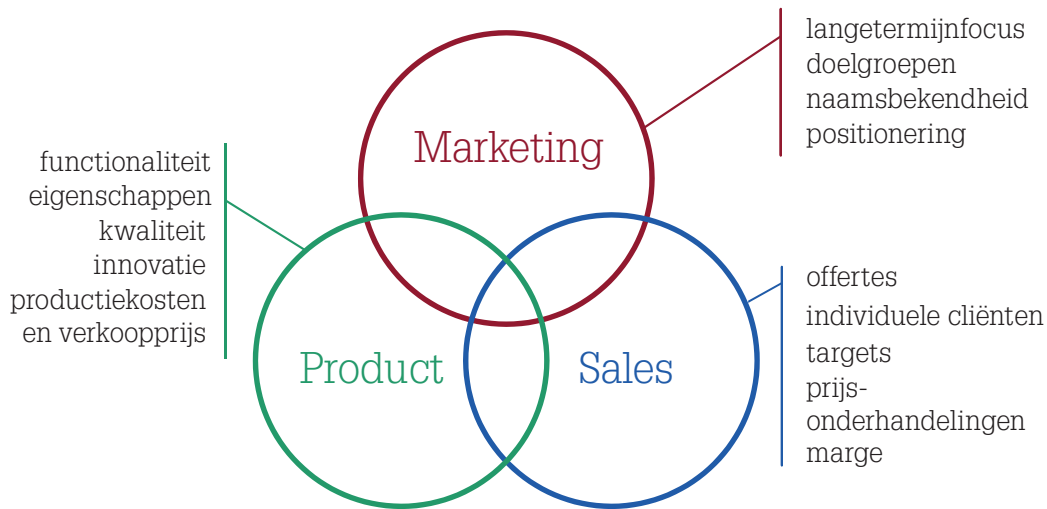 Marketing
langetermijnfocus
doelgroepen
naamsbekendheid
positionering
functionaliteit
eigenschappen
kwaliteit
innovatie
productiekosten
en verkoopprijs
Product
Sales
offertes
individuele cliënten
targets
prijs-
onderhandelingen
marge